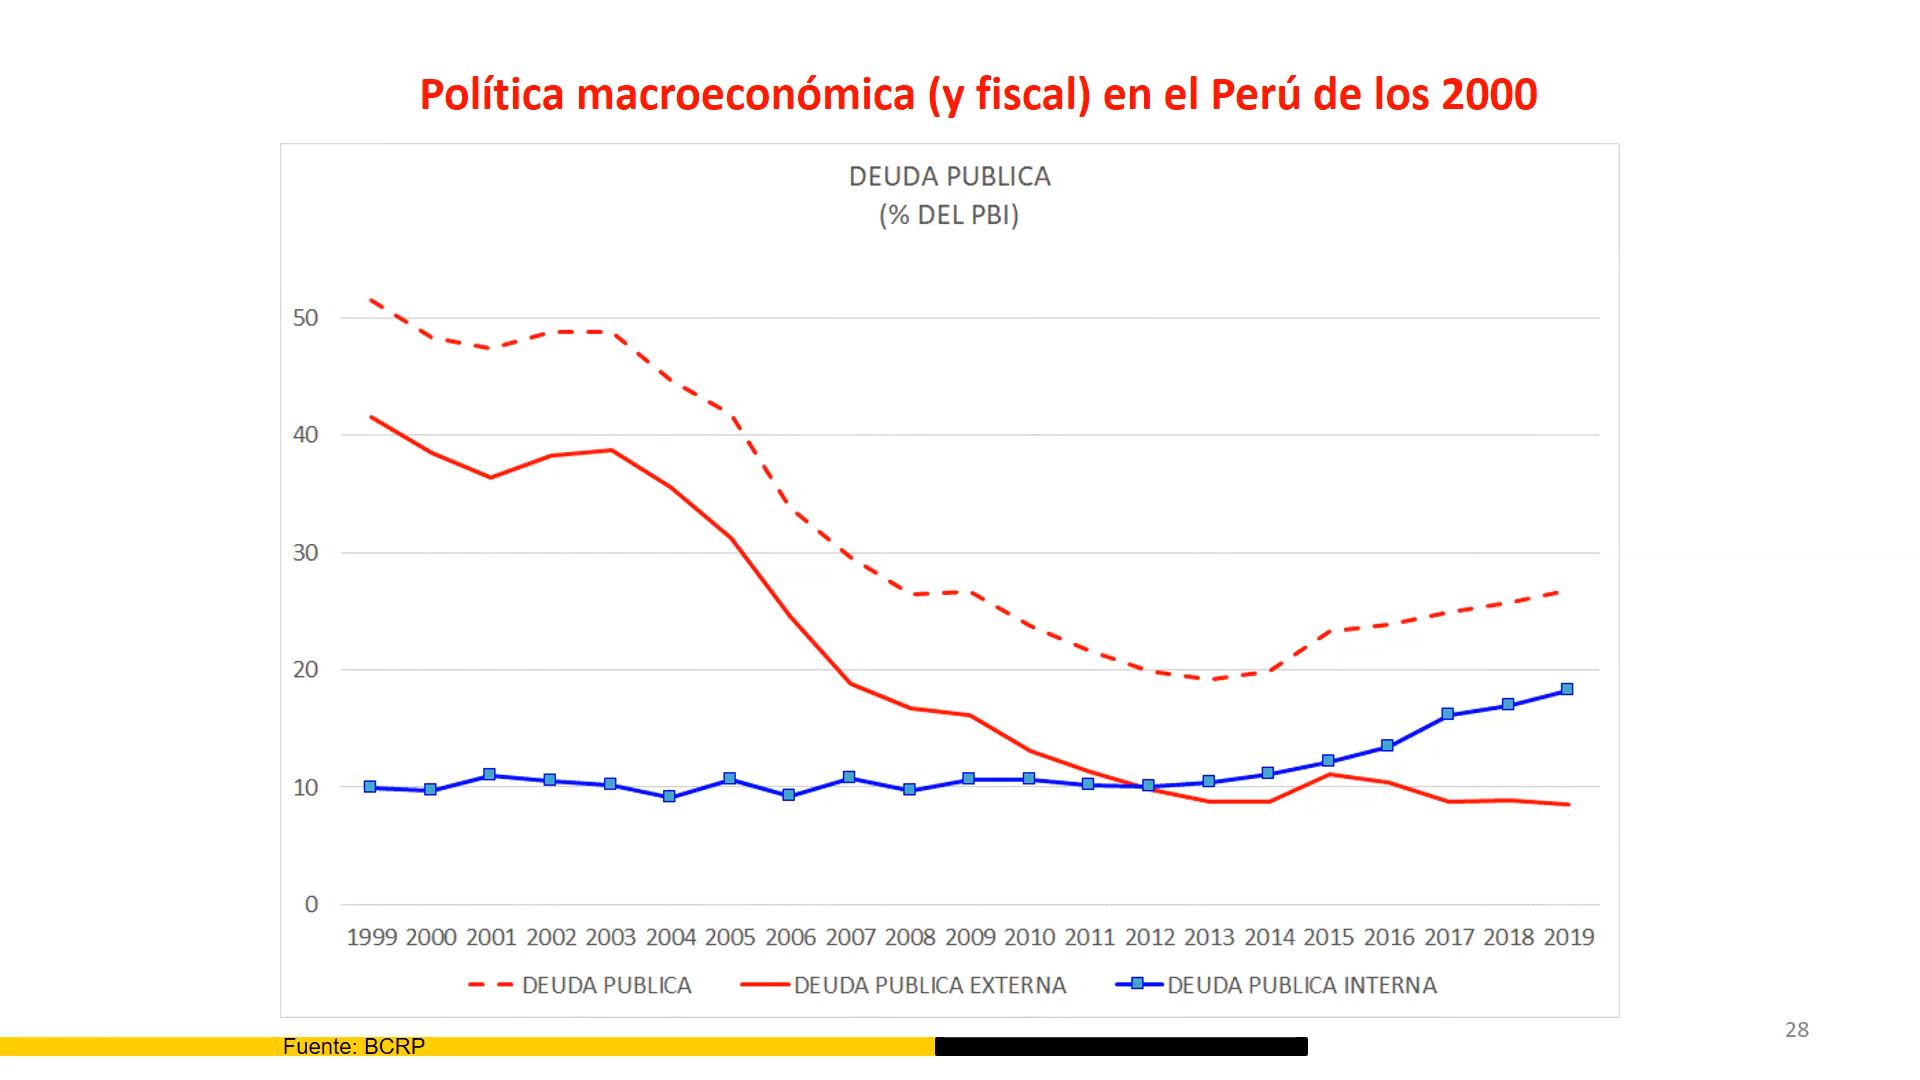 Política macroeconómica (y fiscal) en el Perú de los 2000
DEUDA PUBLICA
(% DEL PBI)
50
40
30
20
10
0
1999 2000 2001 2002 2003 2004 2005 2006 2007 2008 2009 2010 2011 2012 2013 2014 2015 2016 2017 2018 2019
DEUDA PUBLICA DEUDA PUBLICA EXTERNA DEUDA PUBLICA INTERNA
Fuente: BCRP
28